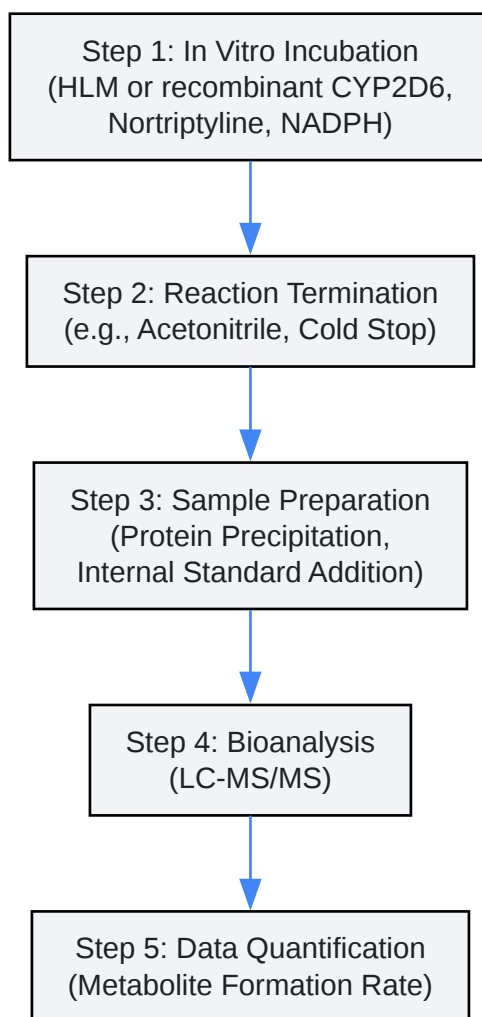 Step 1: In Vitro Incubation
(HLM or recombinant CYP2D6,
Nortriptyline, NADPH)
Step 2: Reaction Termination
(e.g., Acetonitrile, Cold Stop)
Step 3: Sample Preparation
(Protein Precipitation,
Internal Standard Addition)
Step 4: Bioanalysis
(LC-MS/MS)
Step 5: Data Quantification
(Metabolite Formation Rate)